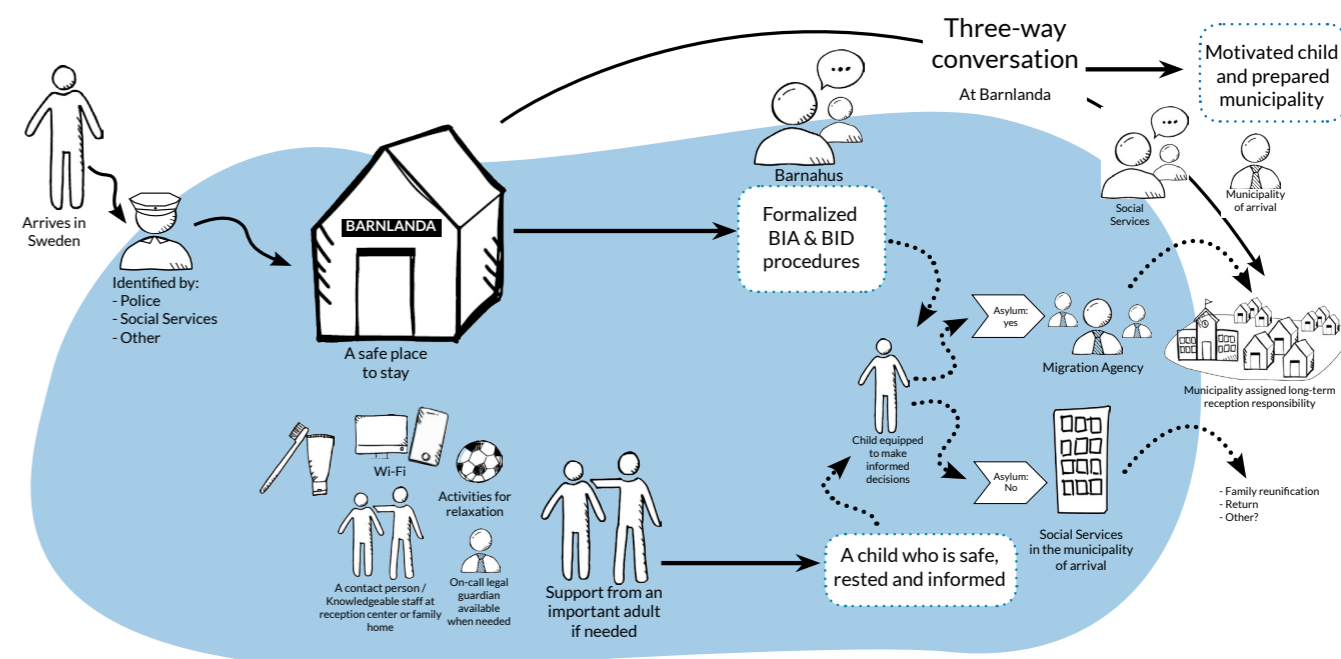 Three-way
conversation
At Barnlanda
Motivated child
and prepared
municipality
Arrives in
Sweden
Identified by:
- Police
- Social Services
- Other
BARNLANDA
A safe place
to stay
Barnahus
Formalized
BIA & BID
procedures
Social
Services
Municipality
of arrival
Asylum:
yes
Migration Agency
Municipality assigned long-term
reception responsibility
Child equipped
to make
informed
decisions
Asylum:
No
Social Services
in the municipality
of arrival
- Family reunification
- Return
- Other?
Wi-Fi
Activities for
relaxation
A contact person /
Knowledgeable staff at
reception center or family
home
On-call legal
guardian
available
when needed
Support from an
important adult
if needed
A child who is safe,
rested and informed